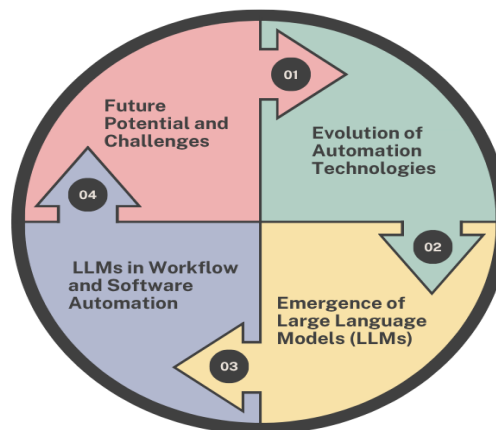 01
Future
Potential and
Challenges
Evolution of
Automation
Technologies
04
02
LLMs in Workflow
and Software
Automation
Emergence of
Large Language
Models (LLMs)
03